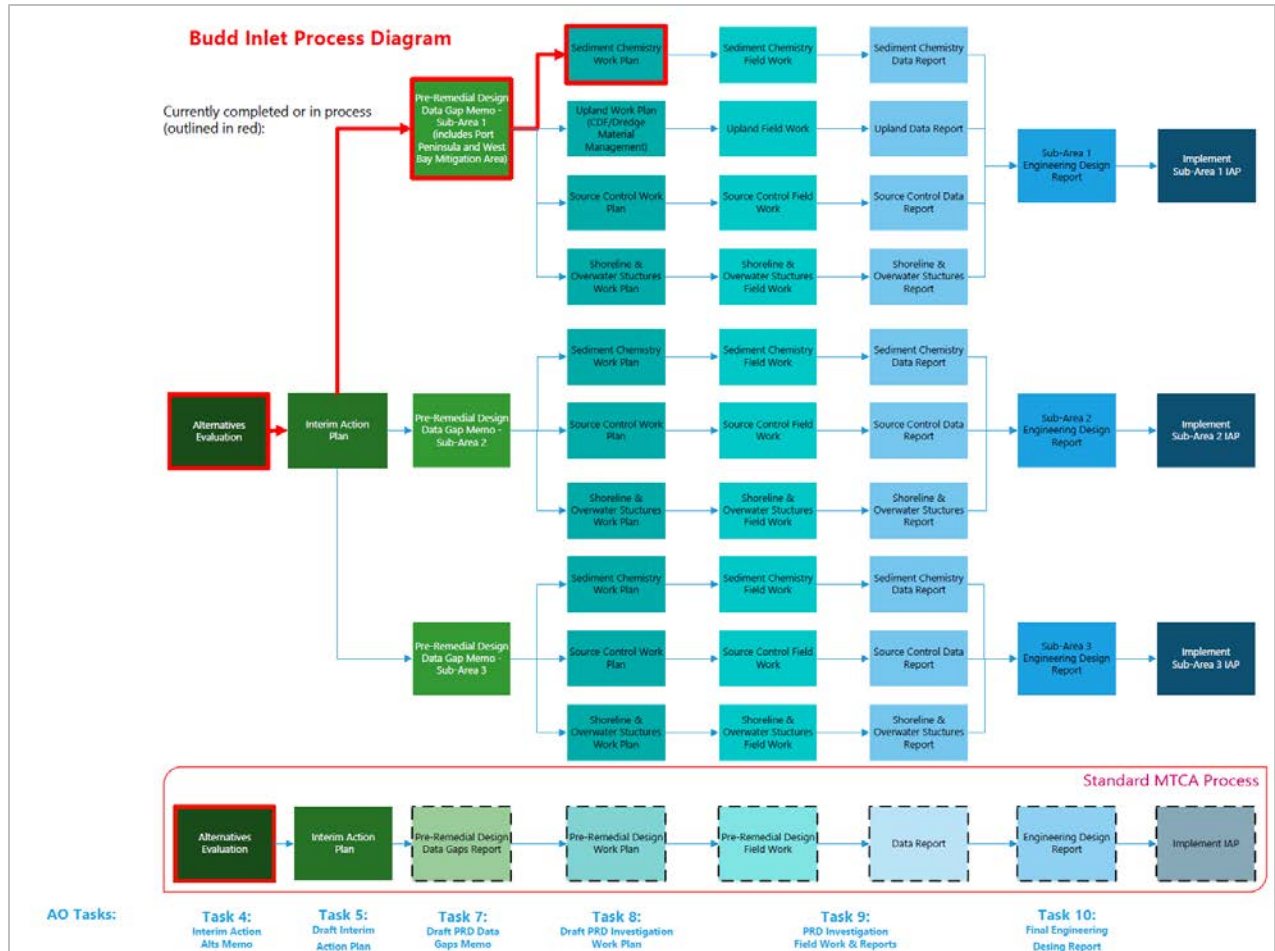 Budd Inlet Process Diagram
Currently completed or in process
(outlined in red):
Pre-Remedial Design
Data Gap Memo -
Sub-Area 1
(includes Port
Peninsula and West
Bay Mitigation Area)
Sediment Chemistry
Work Plan
Sediment Chemistry
Field Work
Sediment Chemistry
Data Report
Upland Work Plan
(CDF/Dredge
Material
Management)
Upland Field Work
Upland Data Report
Source Control Work
Plan
Source Control Field
Work
Source Control Data
Report
Shoreline &
Overwater Stuctures
Work Plan
Shoreline &
Overwater Stuctures
Field Work
Shoreline &
Overwater Stuctures
Report
Sub-Area 1
Engineering Design
Report
Implement
Sub-Area 1 IAP
Alternatives
Evaluation
Interim Action
Plan
Pre-Remedial Design
Data Gap Memo -
Sub-Area 2
Sediment Chemistry
Work Plan
Sediment Chemistry
Field Work
Sediment Chemistry
Data Report
Source Control Work
Plan
Source Control Field
Work
Source Control Data
Report
Shoreline &
Overwater Stuctures
Work Plan
Shoreline &
Overwater Stuctures
Field Work
Shoreline &
Overwater Stuctures
Report
Sub-Area 2
Engineering Design
Report
Implement
Sub-Area 2 IAP
Pre-Remedial Design
Data Gap Memo -
Sub-Area 3
Sediment Chemistry
Work Plan
Sediment Chemistry
Field Work
Sediment Chemistry
Data Report
Source Control Work
Plan
Source Control Field
Work
Source Control Data
Report
Shoreline &
Overwater Stuctures
Work Plan
Shoreline &
Overwater Stuctures
Field Work
Shoreline &
Overwater Stuctures
Report
Sub-Area 3
Engineering Design
Report
Implement
Sub-Area 3 IAP
Standard MTCA Process
Alternatives
Evaluation
Interim Action
Plan
Pre-Remedial Design
Data Gaps Report
Pre-Remedial Design
Work Plan
Pre-Remedial Design
Field Work
Data Report
Engineering Design
Report
Implement IAP
AO Tasks:
Task 4:
Interim Action
Alts Memo
Task 5:
Draft Interim
Action Plan
Task 7:
Draft PRD Data
Gaps Memo
Task 8:
Draft PRD Investigation
Work Plan
Task 9:
PRD Investigation
Field Work & Reports
Task 10:
Final Engineering
Desing Report